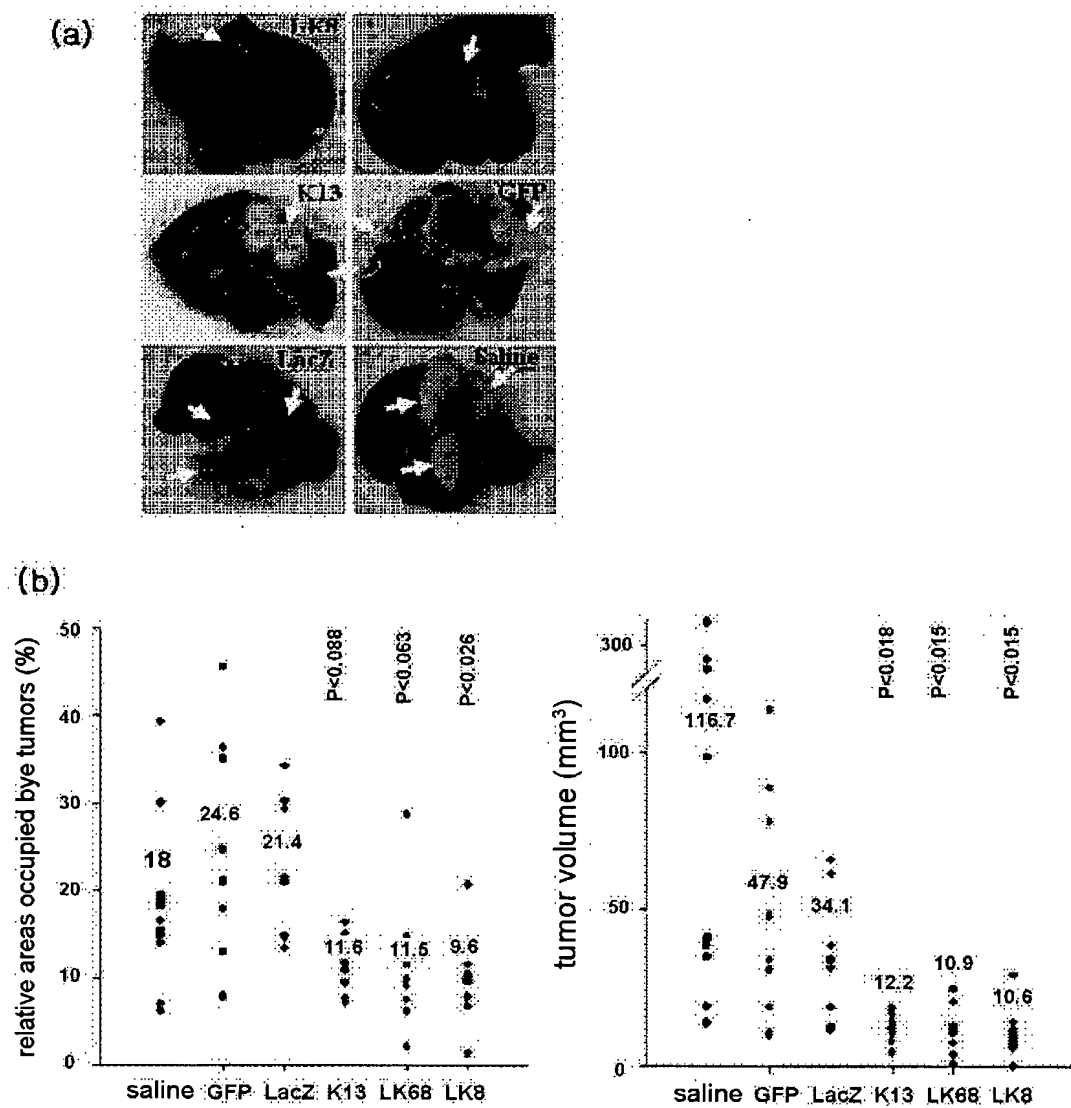 (a)
LK8
K13
GFP
LacZ
Saline
(b)
relative areas occupied bye tumors (%)
50
40
30
20
10
0
P<0.088
P<0.063
P<0.026
18
24.6
21.4
11.6
11.5
9.6
saline GFP LacZ K13 LK68 LK8
tumor volume (mm³)
300
100
50
0
P<0.018
P<0.015
P<0.015
116.7
47.9
34.1
12.2
10.9
10.6
saline GFP LacZ K13 LK68 LK8